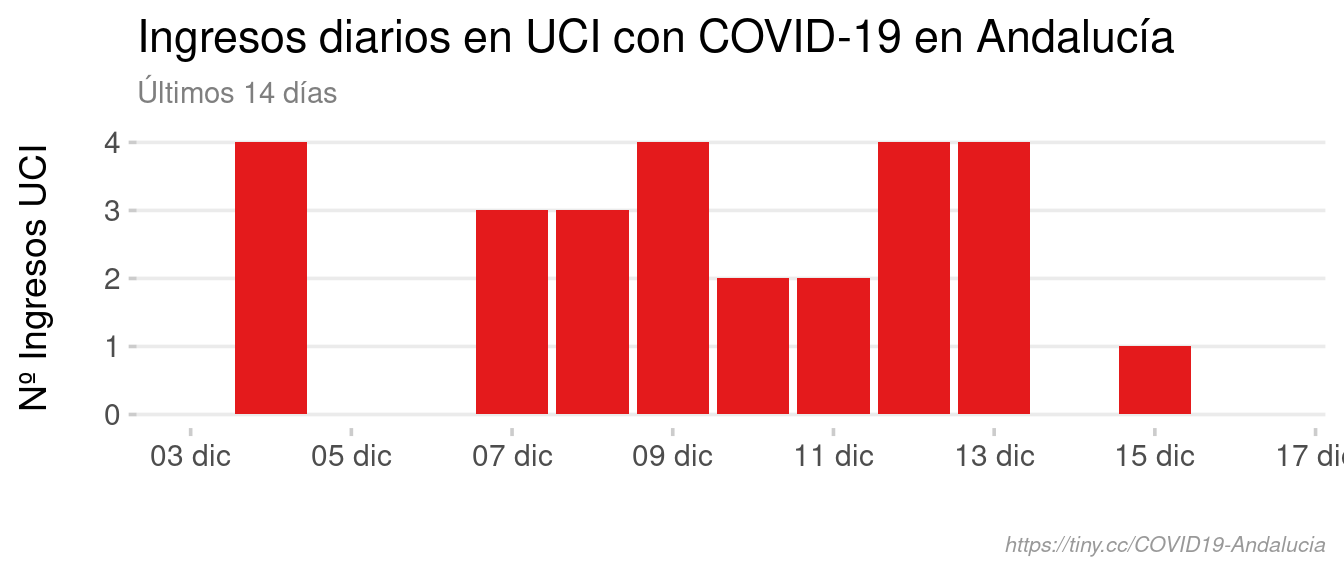 Ingresos diarios en UCI con COVID-19 en Andalucía
Últimos 14 días
Nº Ingresos UCI
4
3
2
1
0
03 dic 05 dic 07 dic 09 dic 11 dic 13 dic 15 dic 17 di
https://tiny.cc/COVID19-Andalucia